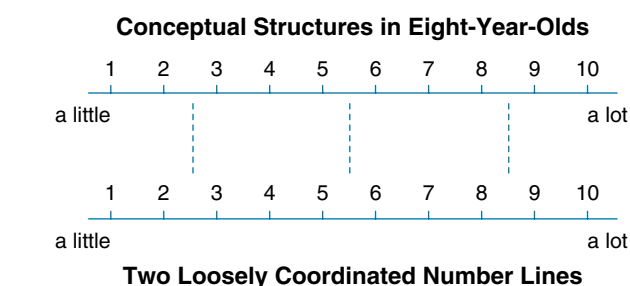 Conceptual Structures in Eight-Year-Olds
1 2 3 4 5 6 7 8 9 10
a little a lot
1 2 3 4 5 6 7 8 9 10
a little a lot
Two Loosely Coordinated Number Lines